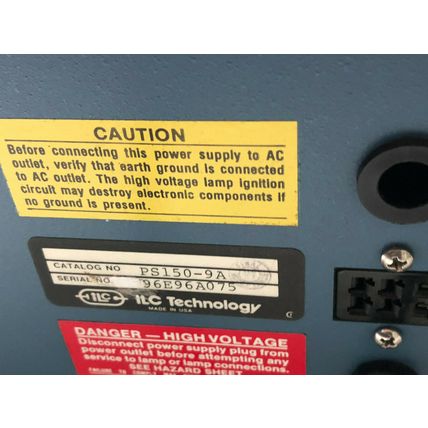 CAUTION
Before connecting this power supply to AC
outlet, verify that earth ground is connected
to AC outlet. The high voltage lamp ignition
circuit may destroy electronic components if
no ground is present.
CATALOG NO PS150-9A
SERIAL NO. 96E96A075
ILC ILC Technology
MADE IN USA
DANGER — HIGH VOLTAGE
Disconnect power supply plug from
power outlet before attempting any
service to lamp or lamp connections.
SEE HAZARD SHEET
FAILURE TO COMPLY